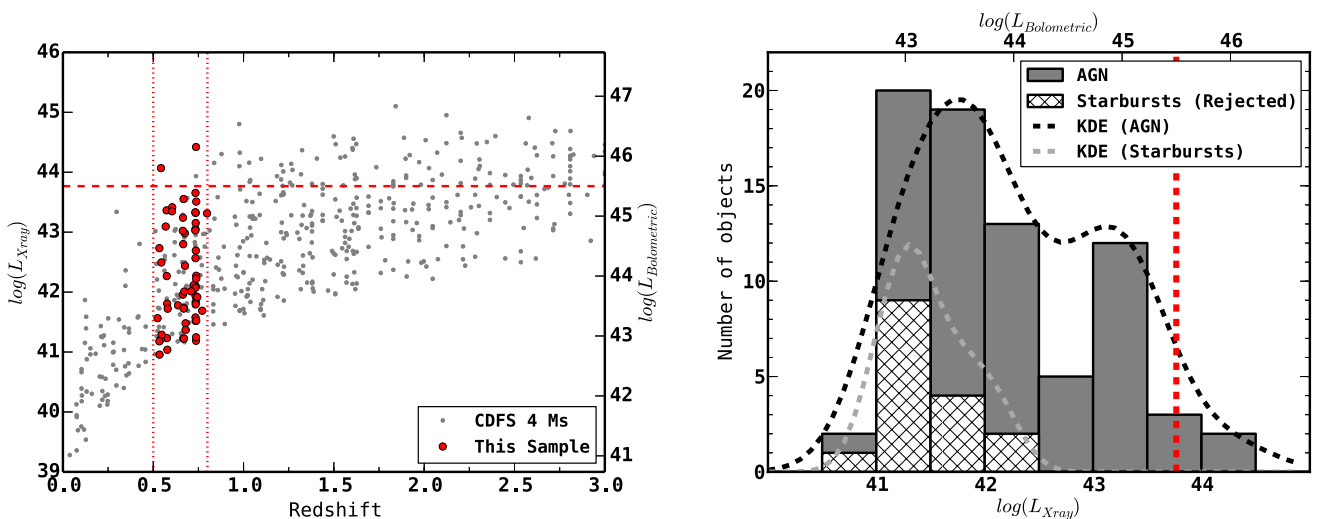 46
45
44
43
42
41
40
39
log(L_Xray)
0.0 0.5 1.0 1.5 2.0 2.5 3.0
Redshift
47
46
45
44
43
42
41
log(L_Bolometric)
CDFS 4 Ms
This Sample
log(L_Bolometric)
43 44 45 46
20
15
10
5
0
Number of objects
AGN
Starbursts (Rejected)
KDE (AGN)
KDE (Starbursts)
41 42 43 44
log(L_Xray)